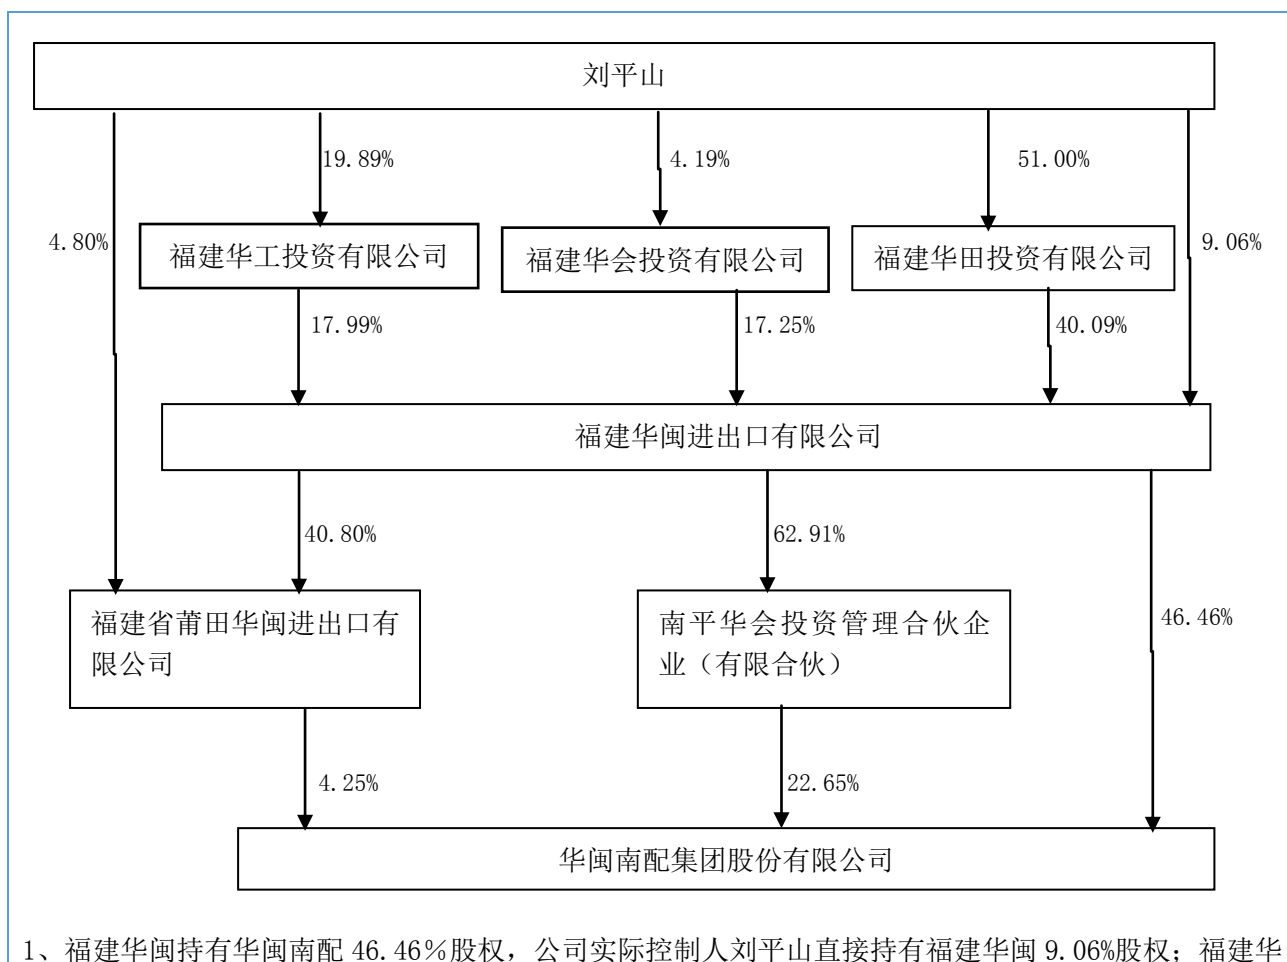 刘平山
19.89%
4.19%
51.00%
4.80%
福建华工投资有限公司
福建华会投资有限公司
福建华田投资有限公司
9.06%
17.99%
17.25%
40.09%
福建华闽进出口有限公司
40.80%
62.91%
46.46%
福建省莆田华闽进出口有
限公司
南平华会投资管理合伙企
业（有限合伙）
4.25%
22.65%
华闽南配集团股份有限公司
1、福建华闽持有华闽南配 46.46％股权，公司实际控制人刘平山直接持有福建华闽 9.06%股权；福建华